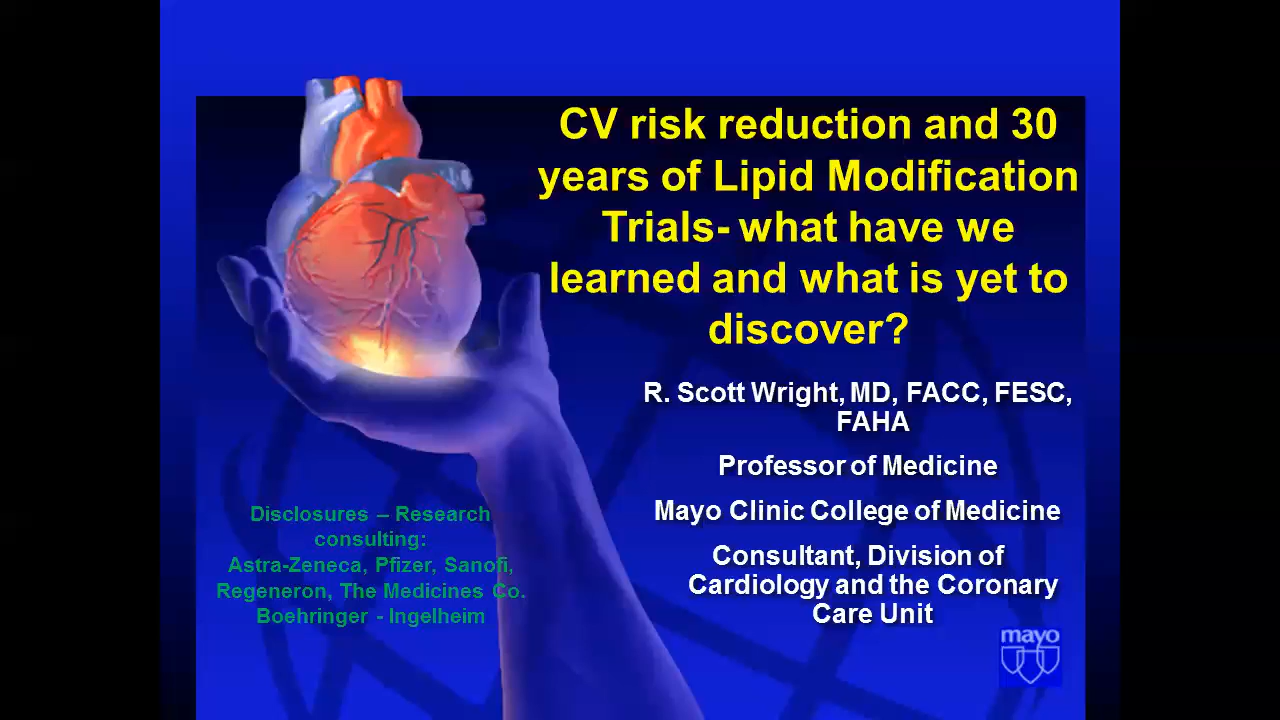 CV risk reduction and 30
years of Lipid Modification
Trials- what have we
learned and what is yet to
discover?
R. Scott Wright, MD, FACC, FESC,
FAHA
Professor of Medicine
Mayo Clinic College of Medicine
Consultant, Division of
Cardiology and the Coronary
Care Unit
Disclosures – Research
consulting:
Astra-Zeneca, Pfizer, Sanofi,
Regeneron, The Medicines Co.
Boehringer - Ingelheim
mayo